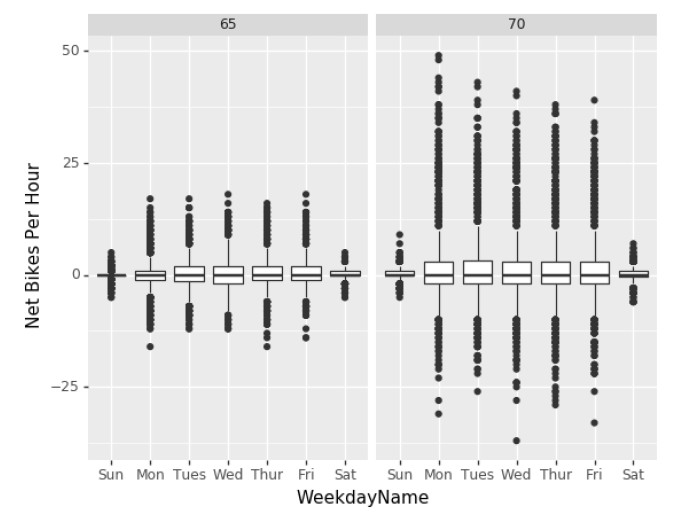 65 70
50
25
0
−25
Net Bikes Per Hour
Sun Mon Tues Wed Thur Fri Sat Sun Mon Tues Wed Thur Fri Sat
WeekdayName